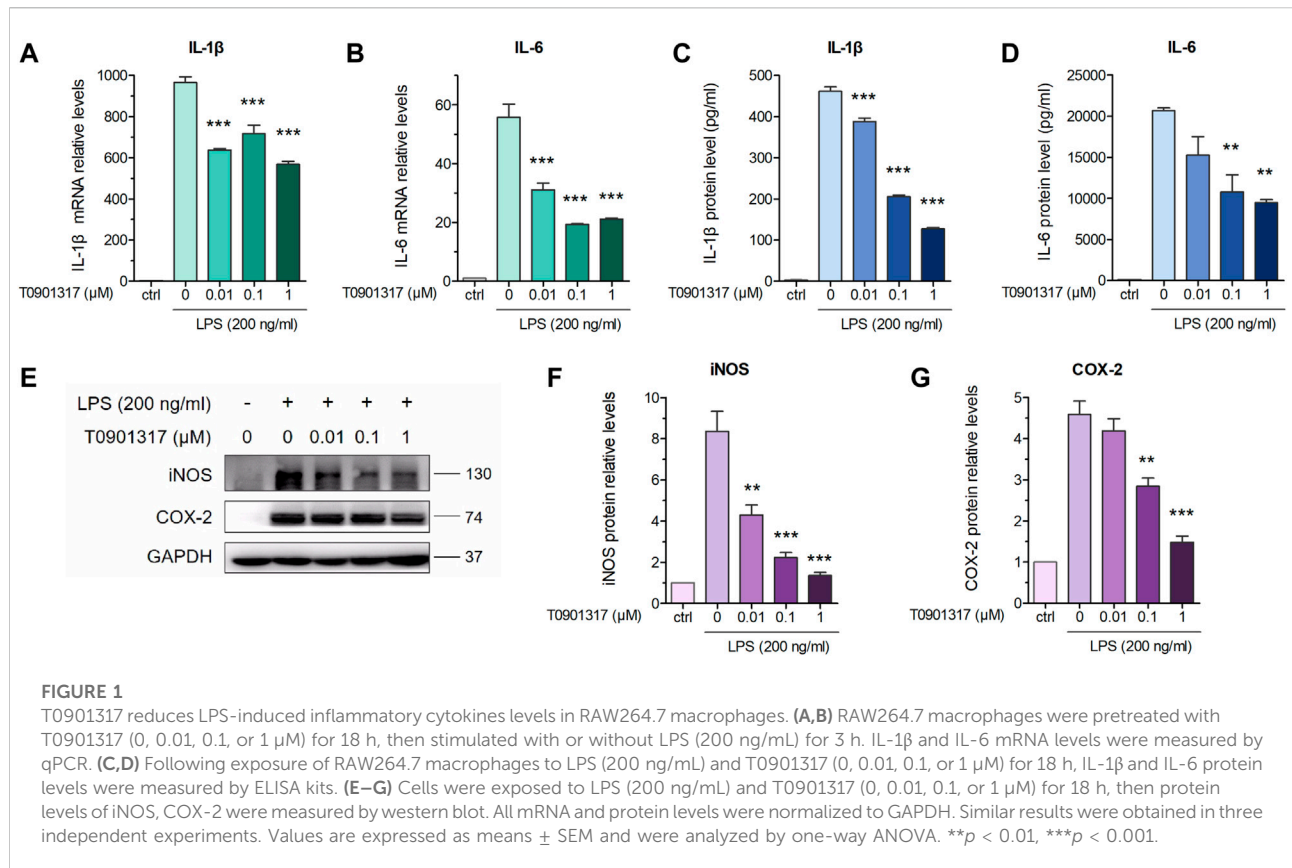 A
IL-1β
IL-1β mRNA relative levels
1000
800
600
400
200
0
***
***
***
T0901317 (μM)
ctrl
0
0.01
0.1
1
LPS (200 ng/ml)
B
IL-6
IL-6 mRNA relative levels
80
60
40
20
0
***
***
***
ctrl
0
0.01
0.1
1
LPS (200 ng/ml)
C
IL-1β
IL-1β protein level (pg/ml)
500
400
300
200
100
0
***
***
***
T0901317 (μM)
ctrl
0
0.01
0.1
1
LPS (200 ng/ml)
D
IL-6
IL-6 protein level (pg/ml)
25000
20000
15000
10000
5000
0
**
**
ctrl
0
0.01
0.1
1
LPS (200 ng/ml)
E
LPS (200 ng/ml) - + + + +
T0901317 (μM) 0 0 0.01 0.1 1
iNOS 130
COX-2 74
GAPDH 37
F
iNOS
iNOS protein relative levels
10
8
6
4
2
0
**
***
***
T0901317 (μM)
ctrl
0
0.01
0.1
1
LPS (200 ng/ml)
G
COX-2
COX-2 protein relative levels
5
4
3
2
1
0
**
***
T0901317 (μM)
ctrl
0
0.01
0.1
1
LPS (200 ng/ml)
FIGURE 1
T0901317 reduces LPS-induced inflammatory cytokines levels in RAW264.7 macrophages. (A,B) RAW264.7 macrophages were pretreated with
T0901317 (0, 0.01, 0.1, or 1 μM) for 18 h, then stimulated with or without LPS (200 ng/mL) for 3 h. IL-1β and IL-6 mRNA levels were measured by
qPCR. (C,D) Following exposure of RAW264.7 macrophages to LPS (200 ng/mL) and T0901317 (0, 0.01, 0.1, or 1 μM) for 18 h, IL-1β and IL-6 protein
levels were measured by ELISA kits. (E–G) Cells were exposed to LPS (200 ng/mL) and T0901317 (0, 0.01, 0.1, or 1 μM) for 18 h, then protein
levels of iNOS, COX-2 were measured by western blot. All mRNA and protein levels were normalized to GAPDH. Similar results were obtained in three
independent experiments. Values are expressed as means ± SEM and were analyzed by one-way ANOVA. **p < 0.01, ***p < 0.001.